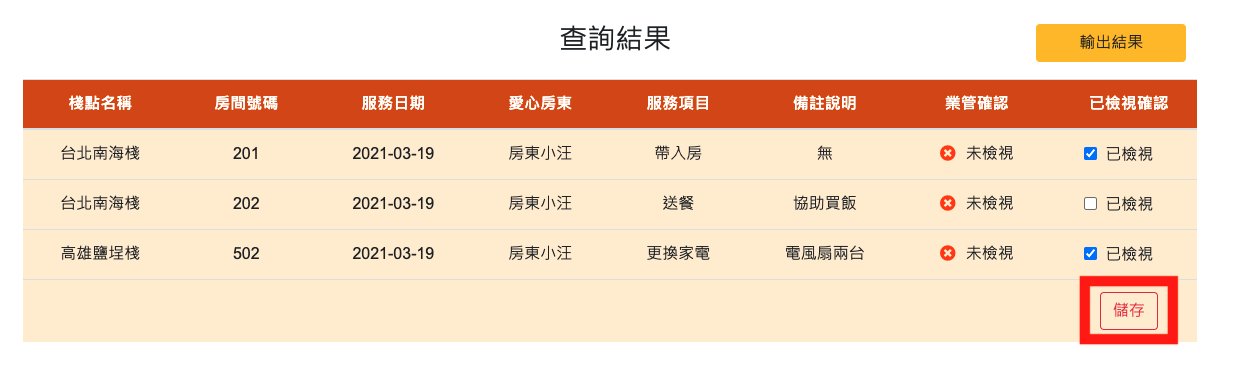 查詢結果
輸出結果
棧點名稱 房間號碼 服務日期 愛心房東 服務項目 備註說明 業管確認 已檢視確認
台北南海棧 201 2021-03-19 房東小汪 帶入房 無 未檢視 已檢視
台北南海棧 202 2021-03-19 房東小汪 送餐 協助買飯 未檢視 已檢視
高雄鹽埕棧 502 2021-03-19 房東小汪 更換家電 電風扇兩台 未檢視 已檢視
儲存